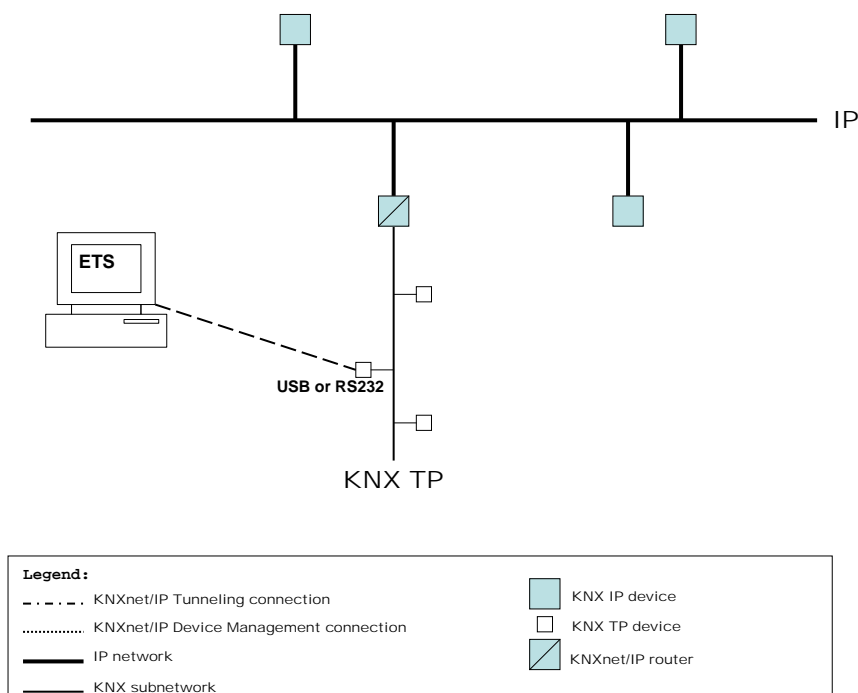 IP
ETS
USB or RS232
KNX TP
Legend:
KNXnet/IP Tunneling connection
KNXnet/IP Device Management connection
IP network
KNX subnetwork
KNX IP device
KNX TP device
KNXnet/IP router